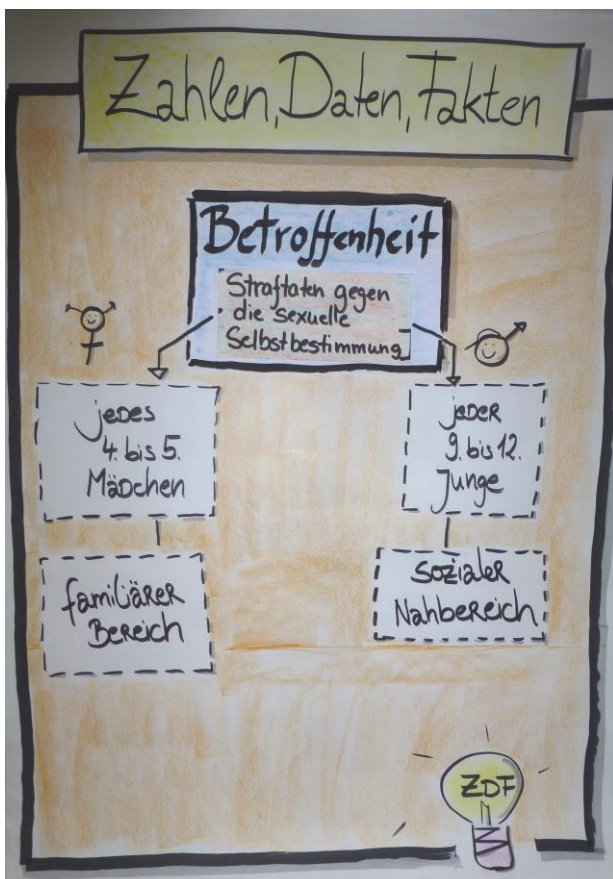 Zahlen, Daten, Fakten
Betroffenheit
Straftaten gegen
die sexuelle
Selbstbestimmung
jedes
4. bis 5.
Mädchen
jeder
9. bis 12.
Junge
familiärer
Bereich
sozialer
Nahbereich
ZDF